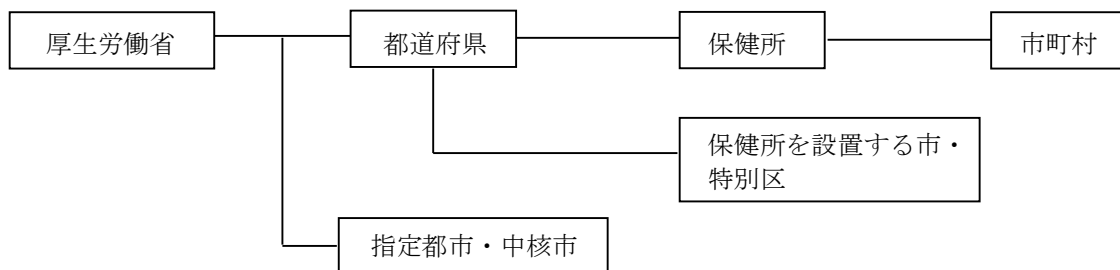 厚生労働省
都道府県
保健所
市町村
保健所を設置する市・
特別区
指定都市・中核市